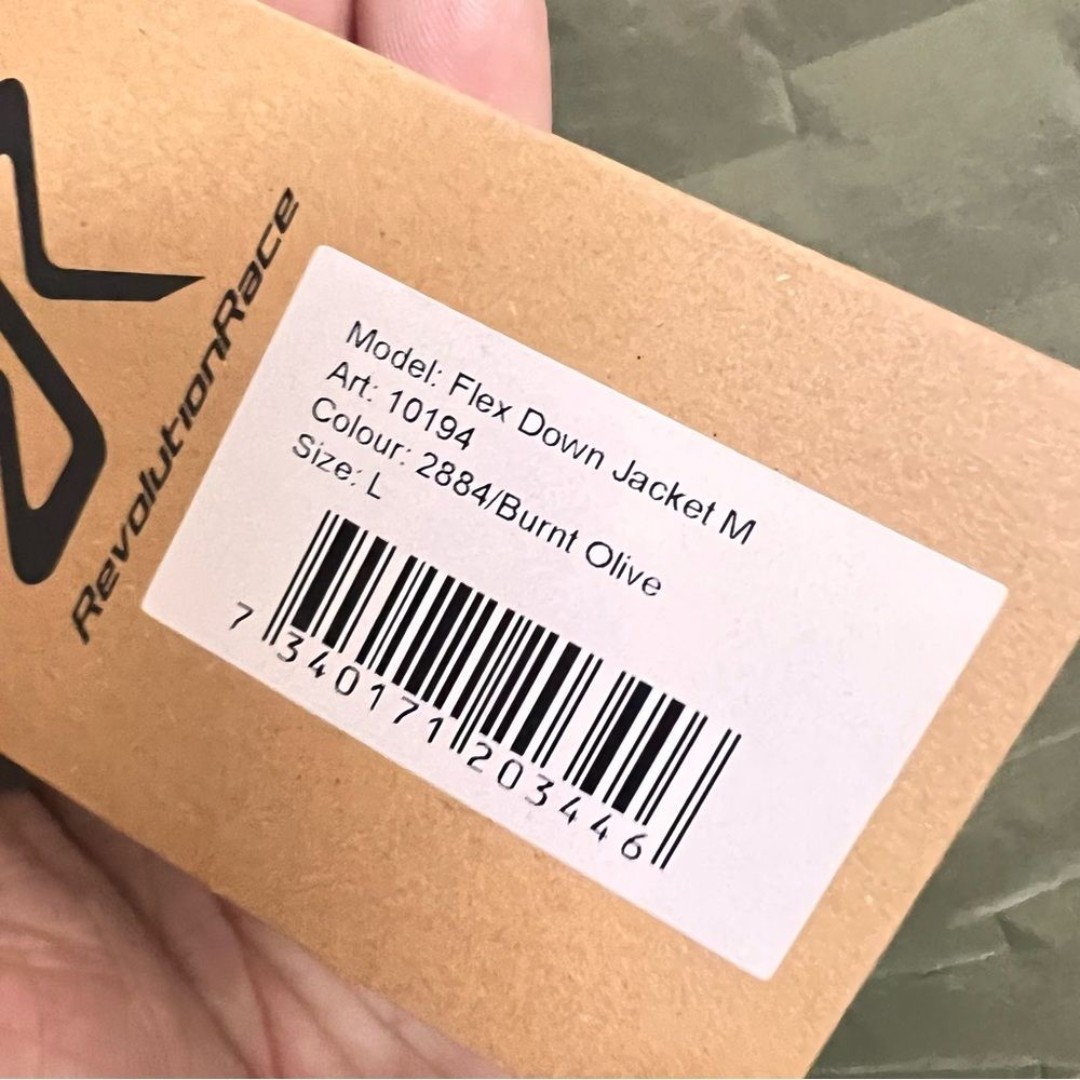 RevolutionRace
Model: Flex Down Jacket M
Art: 10194
Colour: 2884/Burnt Olive
Size: L
7 340171 203446